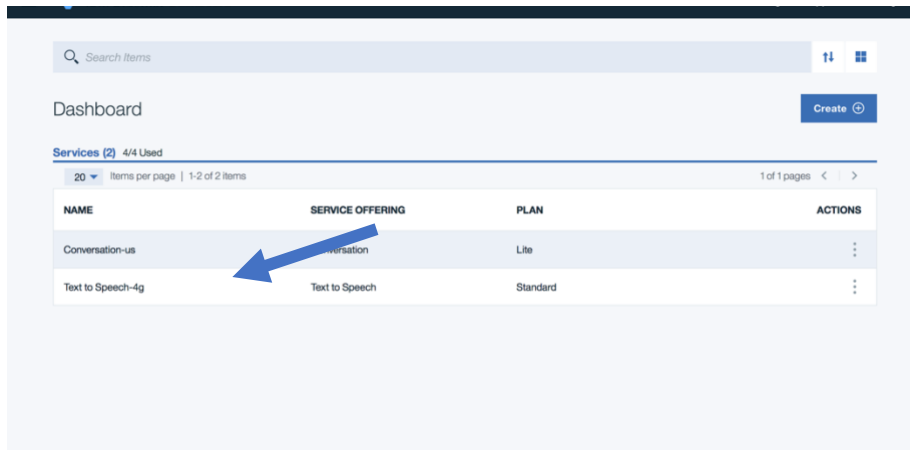 Search Items
Dashboard
Create
Services (2) 4/4 Used
20 Items per page | 1-2 of 2 items 1 of 1 pages
NAME SERVICE OFFERING PLAN ACTIONS
Conversation-us Lite
Text to Speech-4g Text to Speech Standard